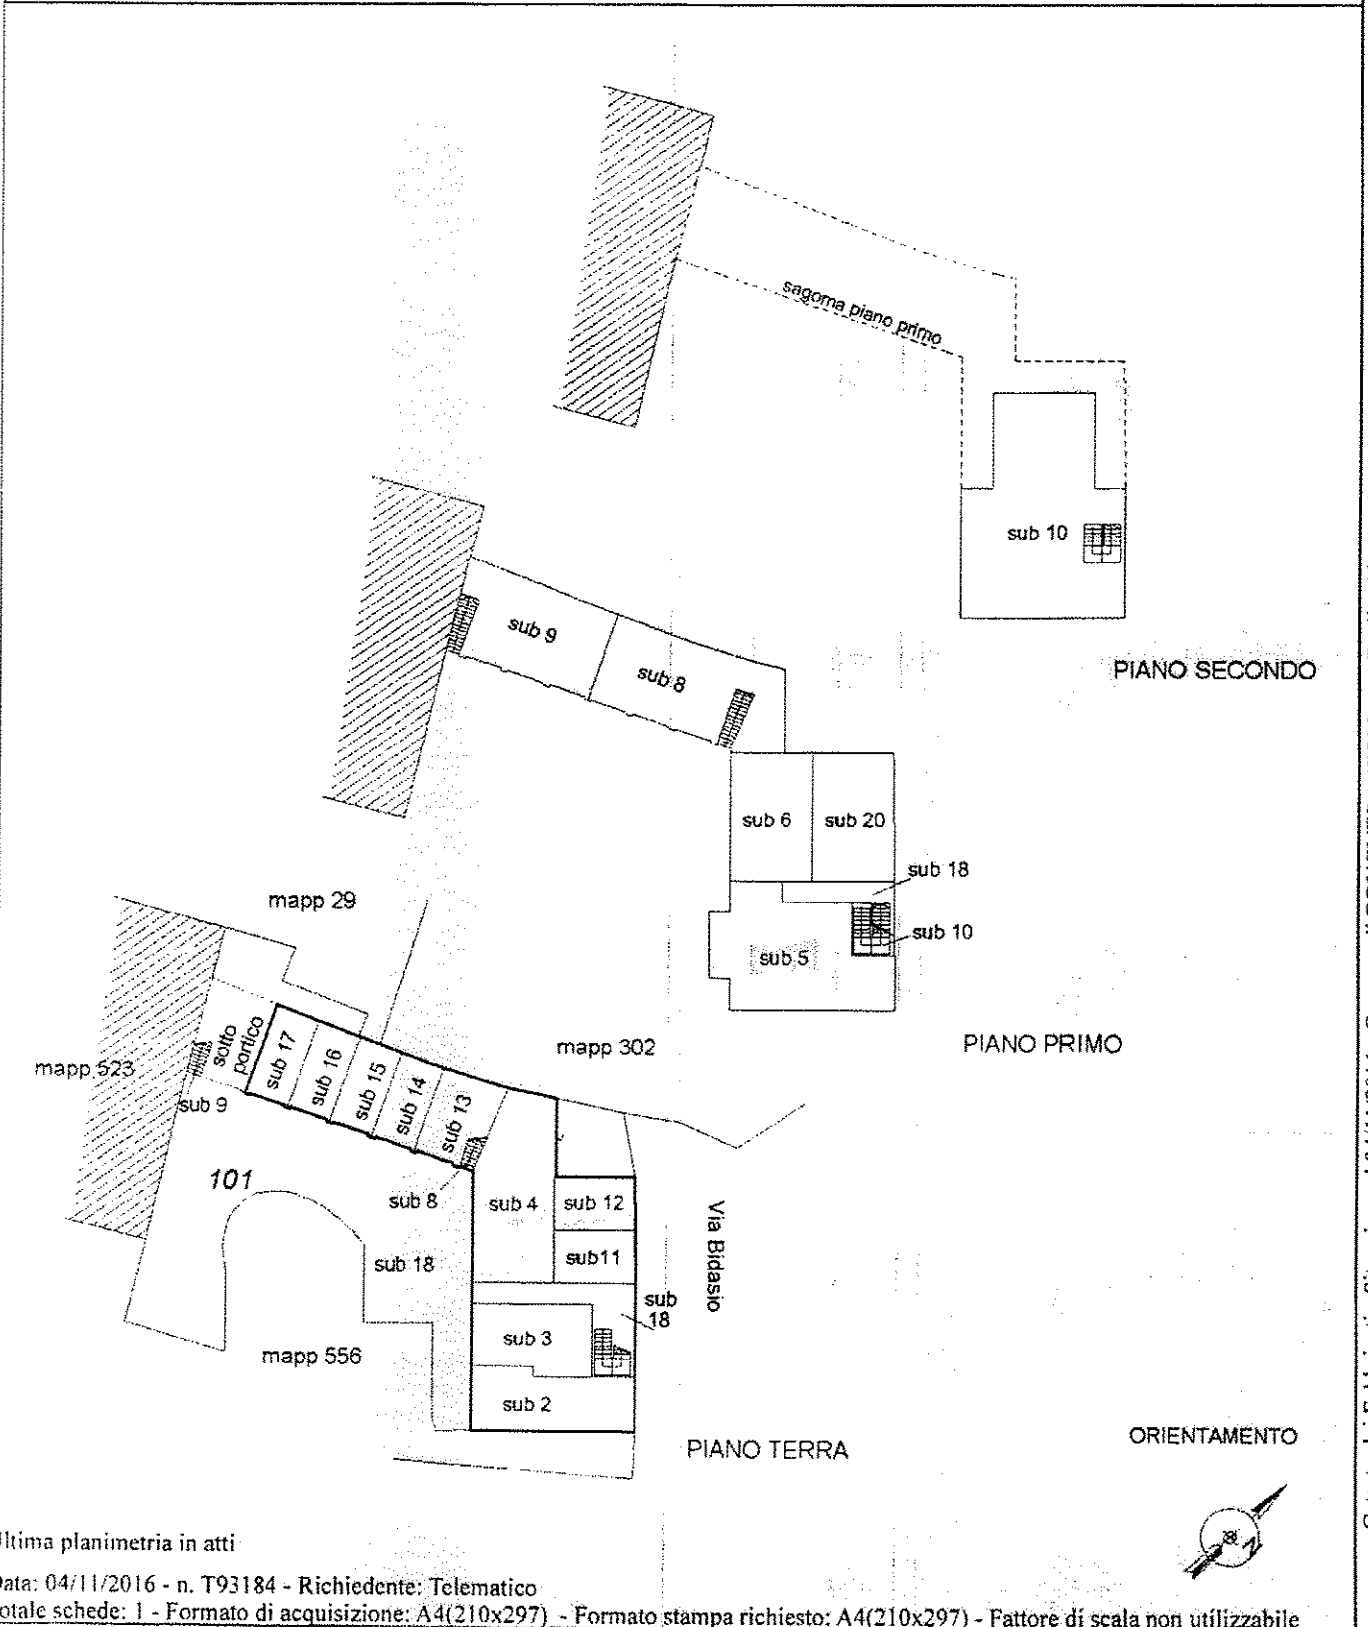 sagoma piano primo
sub 10
PIANO SECONDO
sub 9
sub 8
sub 6
sub 20
sub 18
sub 10
sub 5
PIANO PRIMO
mapp 29
mapp 302
mapp 523
sotto
portico
sub 17
sub 16
sub 15
sub 14
sub 13
sub 9
101
sub 8
sub 4
sub 12
sub11
sub 18
sub
18
Via Bidasio
sub 3
mapp 556
sub 2
PIANO TERRA
ORIENTAMENTO
N
ltima planimetria in atti
Data: 04/11/2016 - n. T93184 - Richiedente: Telematico
otale schede: 1 - Formato di acquisizione: A4(210x297) - Formato stampa richiesto: A4(210x297) - Fattore di scala non utilizzabile